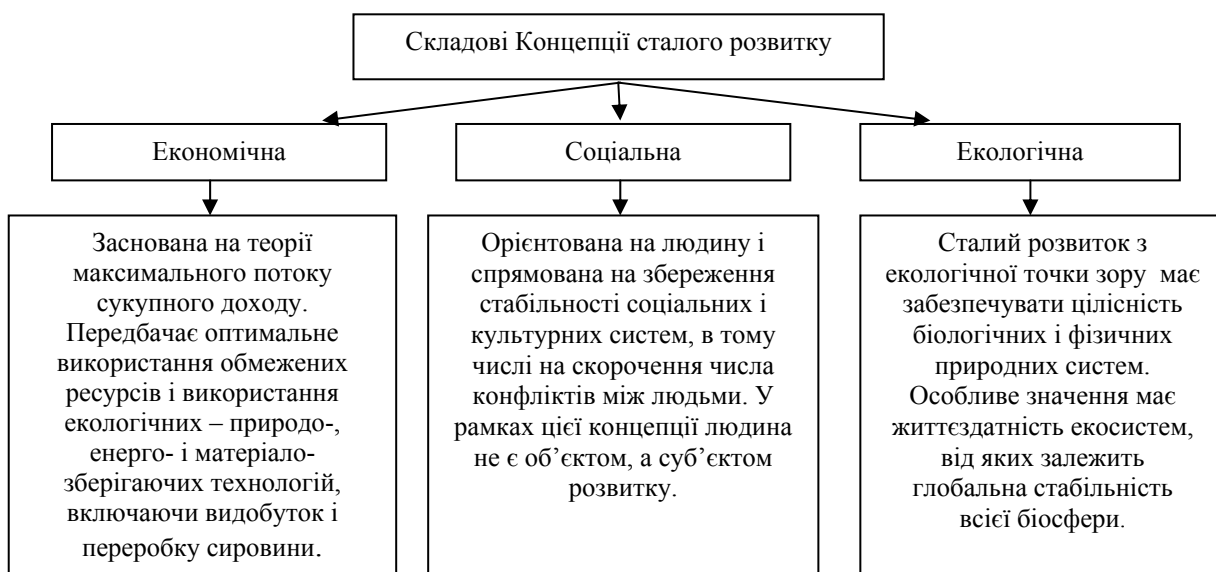 Складові Концепції сталого розвитку
Економічна
Соціальна
Екологічна
Заснована на теорії
максимального потоку
сукупного доходу.
Передбачає оптимальне
використання обмежених
ресурсів і використання
екологічних – природо-,
енерго- і матеріало-
зберігаючих технологій,
включаючи видобуток і
переробку сировини.
Орієнтована на людину і
спрямована на збереження
стабільності соціальних і
культурних систем, в тому
числі на скорочення числа
конфліктів між людьми. У
рамках цієї концепції людина
не є об’єктом, а суб’єктом
розвитку.
Сталий розвиток з
екологічної точки зору має
забезпечувати цілісність
біологічних і фізичних
природних систем.
Особливе значення має
життєздатність екосистем,
від яких залежить
глобальна стабільність
всієї біосфери.